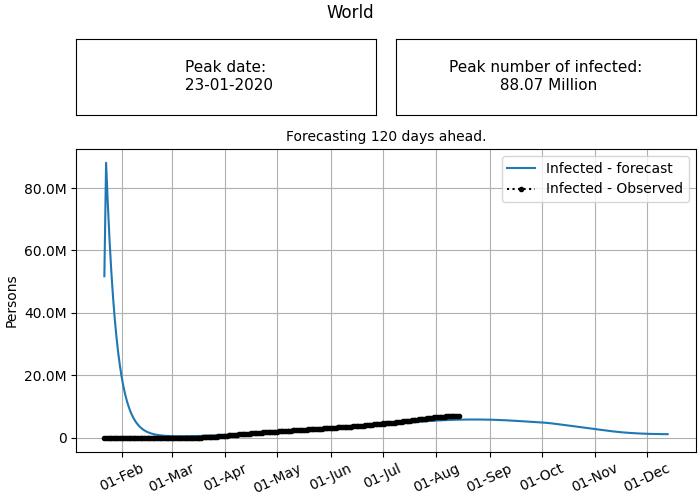 World
Peak date:
23-01-2020
Peak number of infected:
88.07 Million
Forecasting 120 days ahead.
Infected - forecast
Infected - Observed
Persons
80.0M
60.0M
40.0M
20.0M
0
01-Feb
01-Mar
01-Apr
01-May
01-Jun
01-Jul
01-Aug
01-Sep
01-Oct
01-Nov
01-Dec